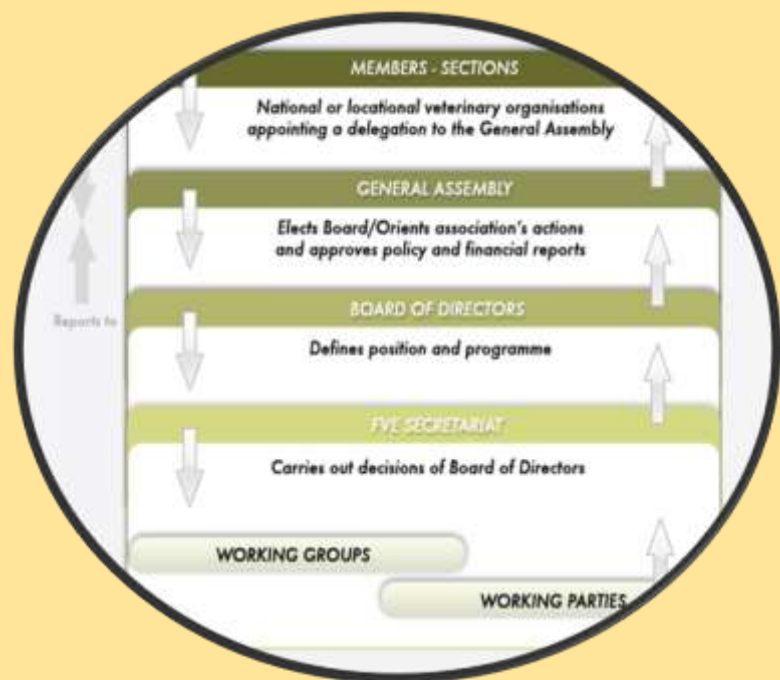 MEMBERS - SECTIONS
National or locational veterinary organisations
appointing a delegation to the General Assembly
GENERAL ASSEMBLY
Elects Board/Orients association's actions
and approves policy and financial reports
Reports to
BOARD OF DIRECTORS
Defines position and programme
FVE SECRETARIAT
Carries out decisions of Board of Directors
WORKING GROUPS
WORKING PARTIES